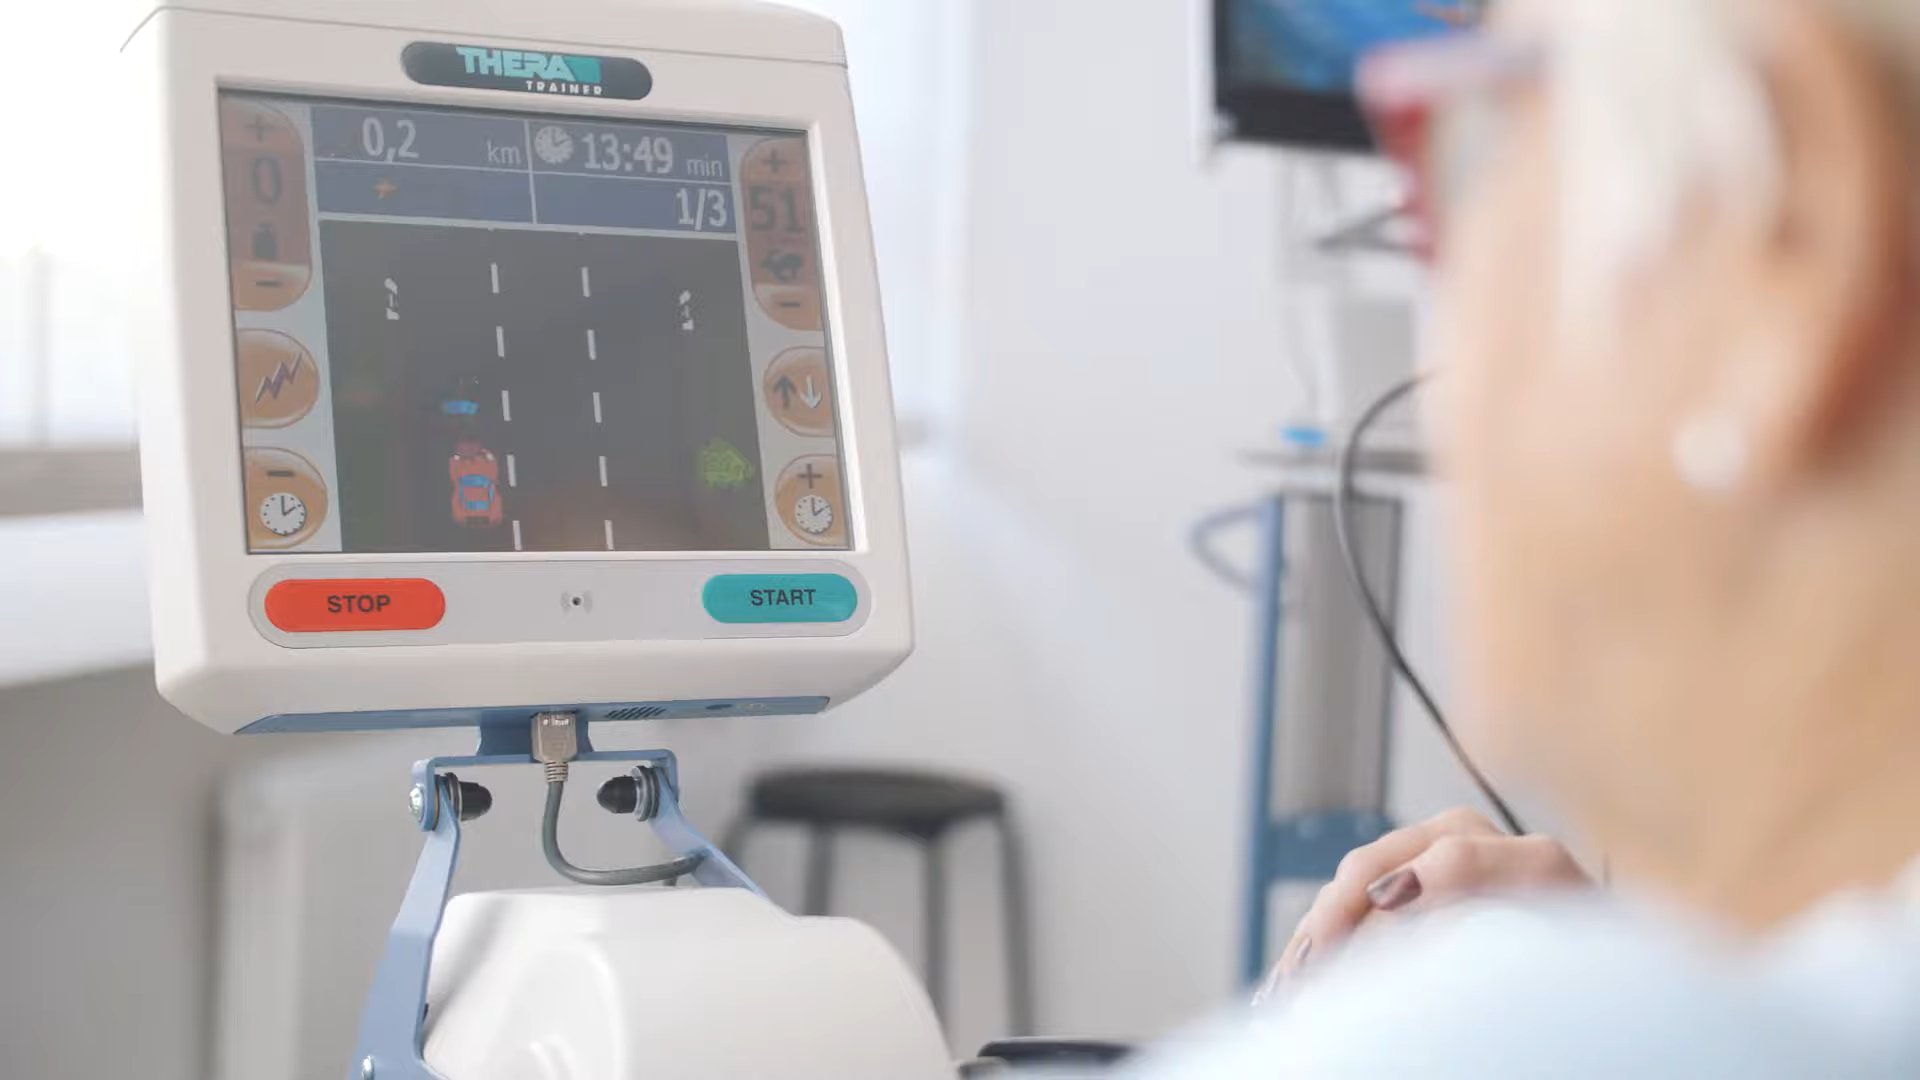 THERA
TRAINER
0,2 km 13:49 min
1/3
+ +
0 51
- -
- +
STOP START